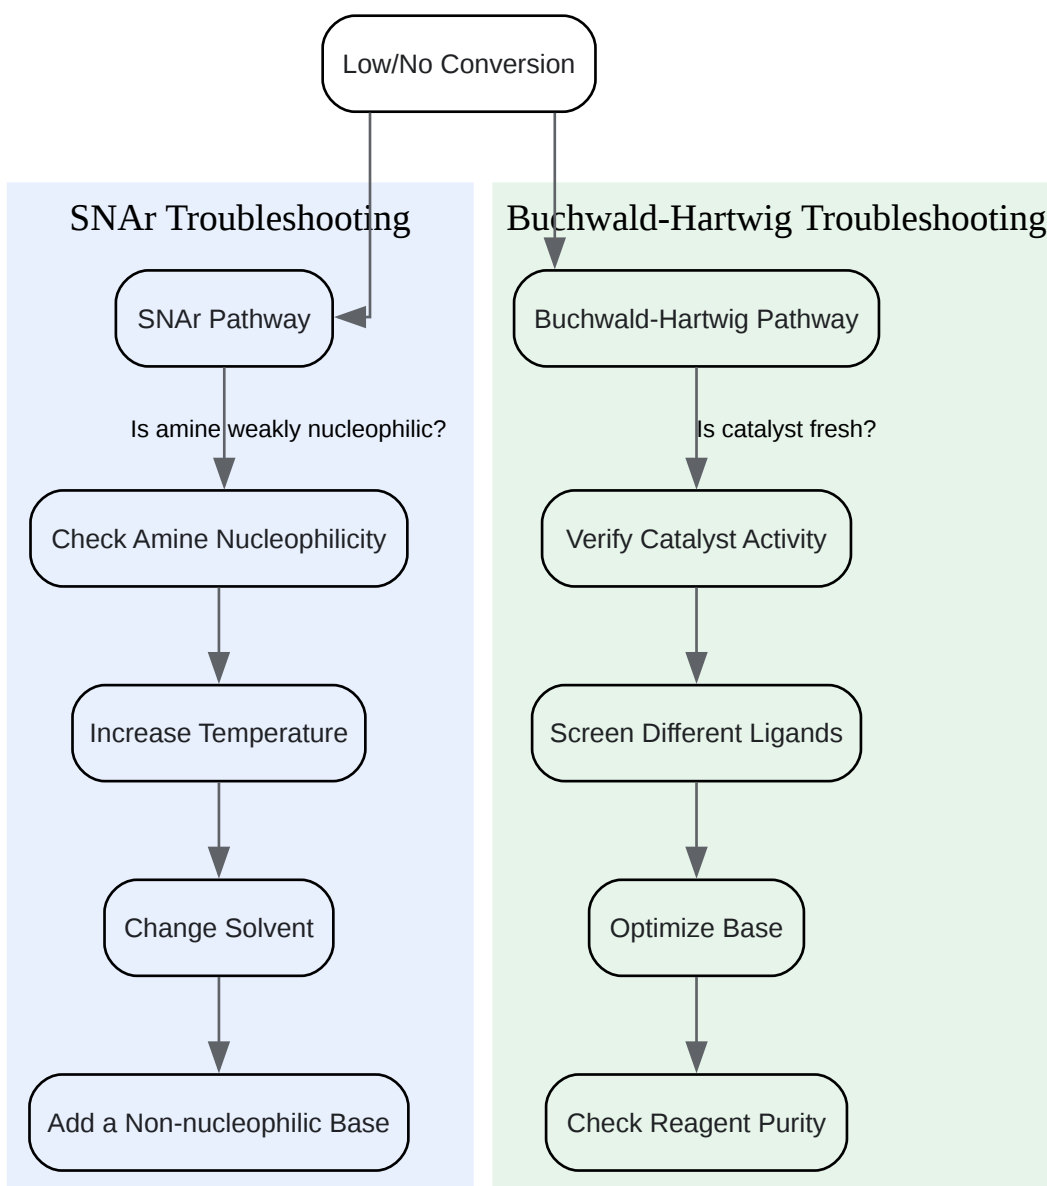 Low/No Conversion
SNAr Troubleshooting
SNAr Pathway
Is amine weakly nucleophilic?
Check Amine Nucleophilicity
Increase Temperature
Change Solvent
Add a Non-nucleophilic Base
Buchwald-Hartwig Troubleshooting
Buchwald-Hartwig Pathway
Is catalyst fresh?
Verify Catalyst Activity
Screen Different Ligands
Optimize Base
Check Reagent Purity